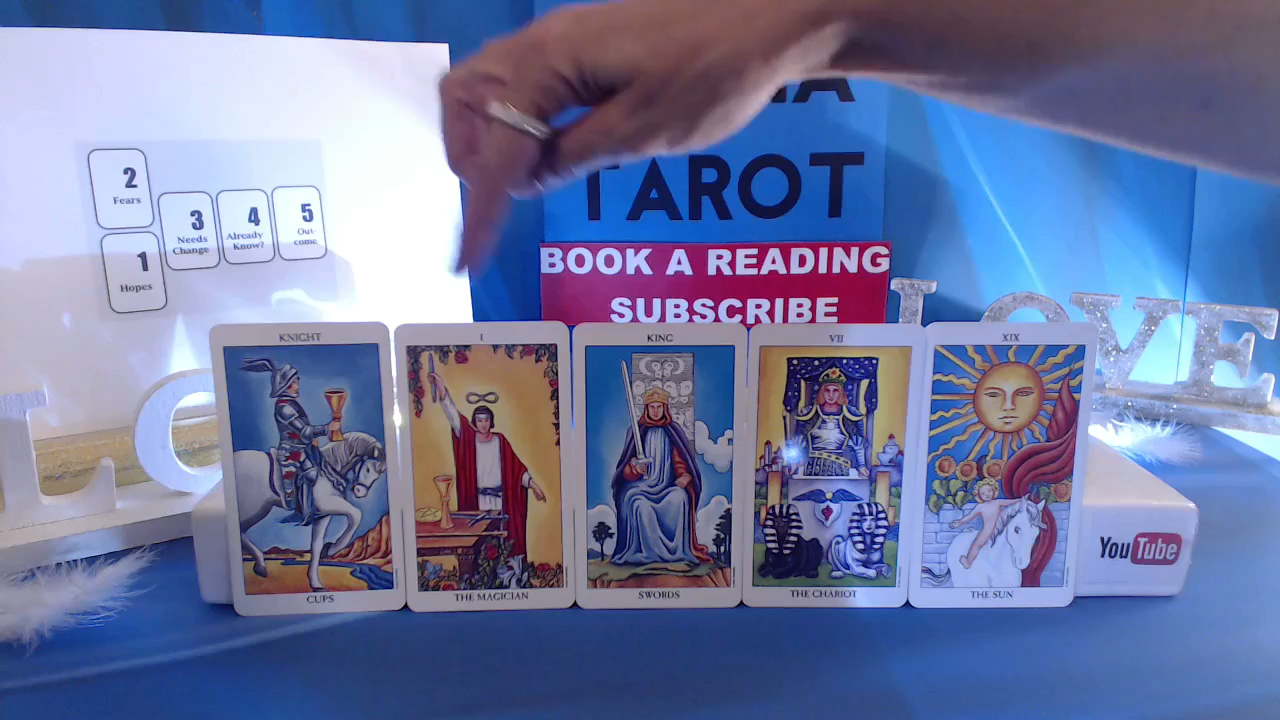 2
Fears
1
Hopes
3
Needs
Change
4
Already
Know?
5
Out-
come
TAROT
BOOK A READING
SUBSCRIBE
LOVE
L O
KNIGHT
CUPS
I
THE MAGICIAN
KING
SWORDS
VII
THE CHARIOT
XIX
THE SUN
YouTube